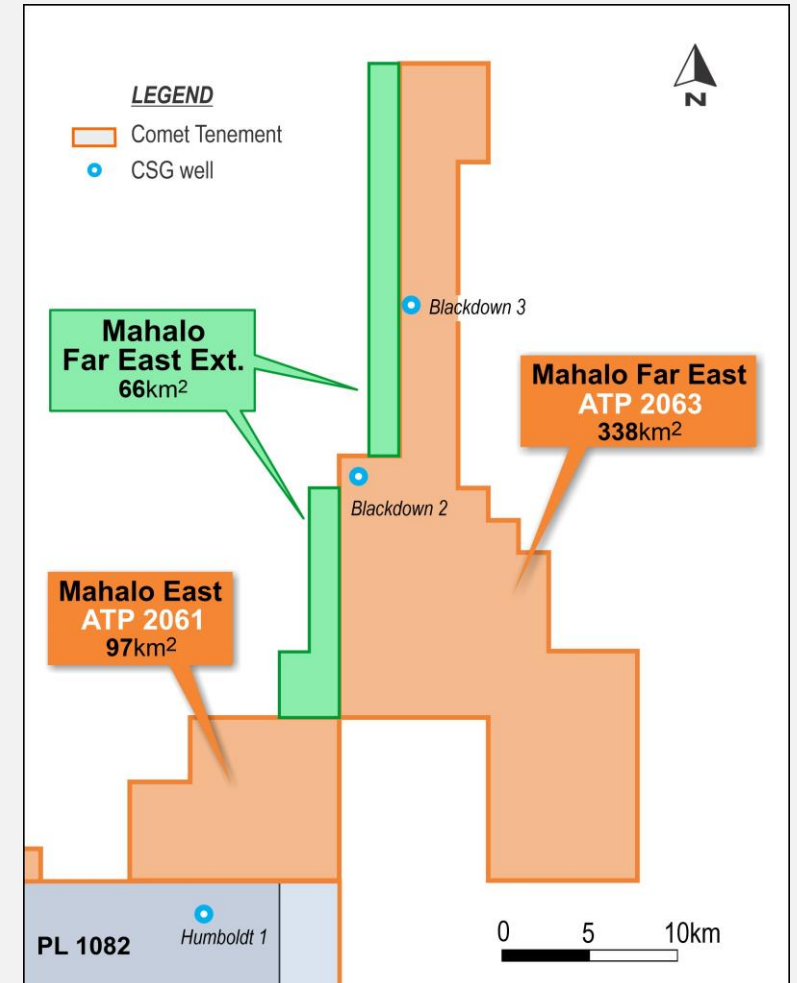 LEGEND
Comet Tenement
CSG well
N
Blackdown 3
Mahalo
Far East Ext.
66km²
Mahalo Far East
ATP 2063
338km²
Blackdown 2
Mahalo East
ATP 2061
97km²
PL 1082
Humboldt 1
0 5 10km